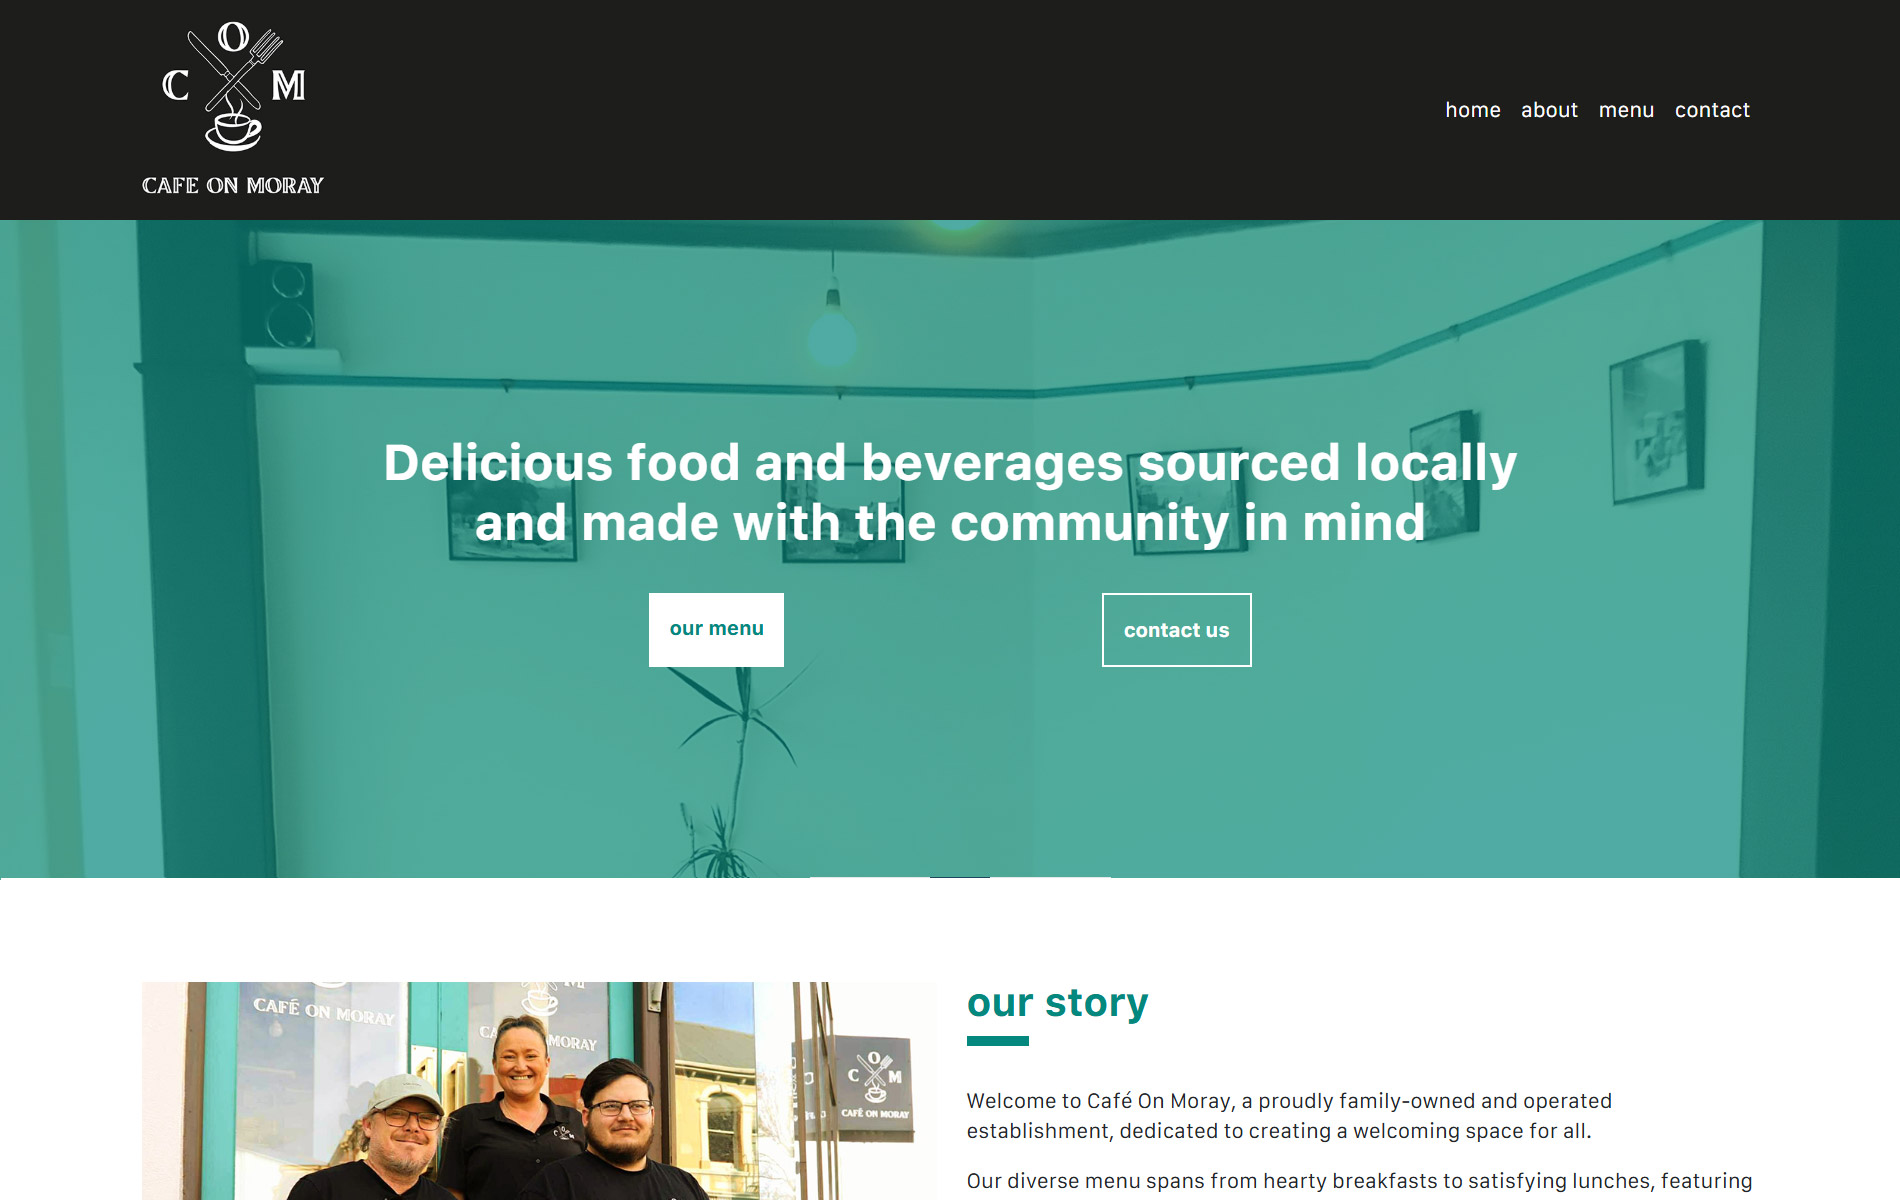 O
C M
CAFE ON MORAY
home about menu contact
Delicious food and beverages sourced locally
and made with the community in mind
our menu
contact us
CAFÉ ON MORAY
MORAY
O
C M
CAFÉ ON MORAY
our story
Welcome to Café On Moray, a proudly family-owned and operated
establishment, dedicated to creating a welcoming space for all.
Our diverse menu spans from hearty breakfasts to satisfying lunches, featuring